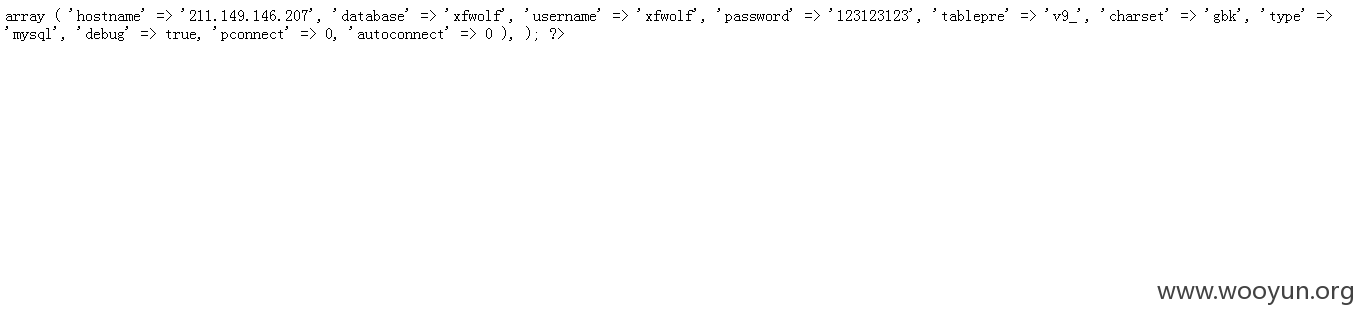 array ( 'hostname' => '211.149.146.207', 'database' => 'xfwolf', 'username' => 'xfwolf', 'password' => '123123123', 'tablepre' => 'v9_', 'charset' => 'gbk', 'type' =>
'mysql', 'debug' => true, 'pconnect' => 0, 'autoconnect' => 0 ), ); ?>
www.wooyun.org